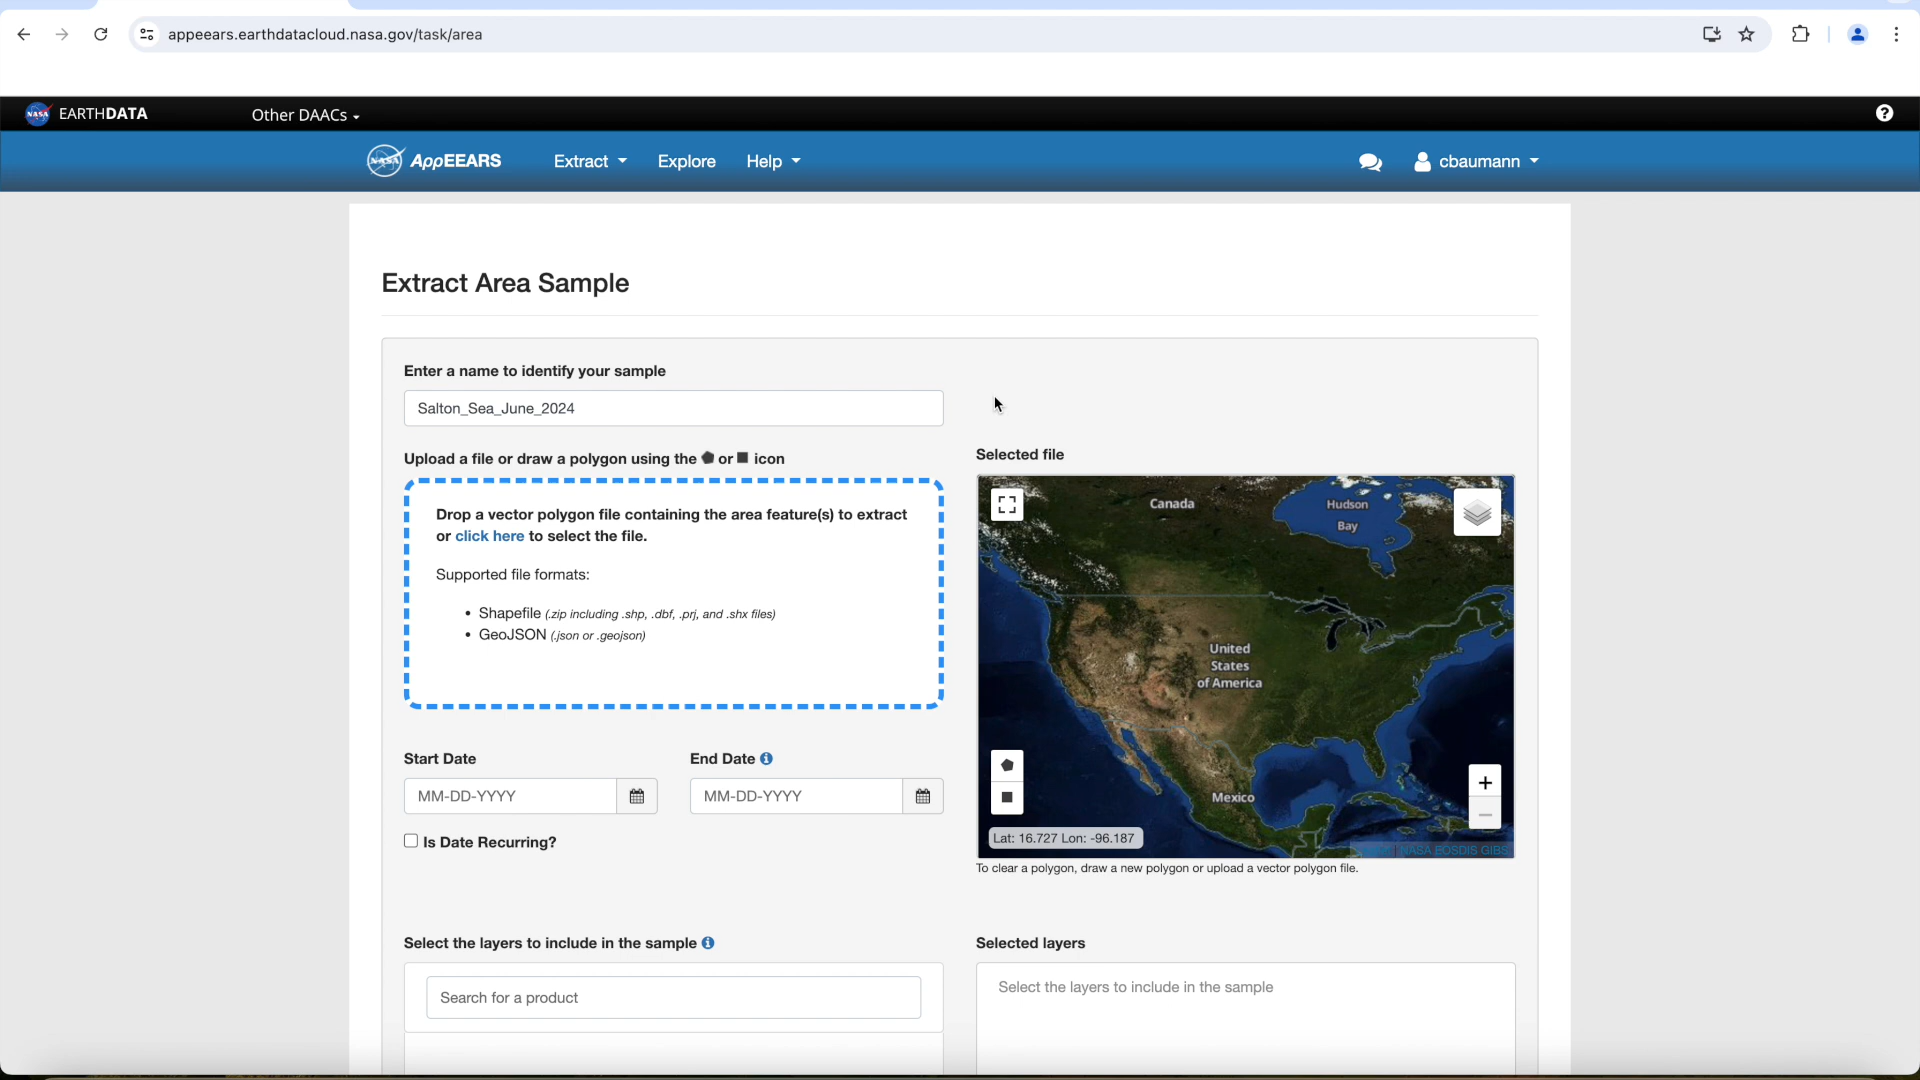 appeears.earthdatacloud.nasa.gov/task/area
NASA EARTHDATA
Other DAACs
?
NASA AppEEARS
Extract
Explore
Help
cbaumann
Extract Area Sample
Enter a name to identify your sample
Salton_Sea_June_2024
Upload a file or draw a polygon using the or icon
Drop a vector polygon file containing the area feature(s) to extract
or click here to select the file.
Supported file formats:
• Shapefile (.zip including .shp, .dbf, .prj, and .shx files)
• GeoJSON (.json or .geojson)
Selected file
Canada
Hudson
Bay
United
States
of America
Mexico
+
−
Lat: 16.727 Lon: -96.187
| NASA EOSDIS GIBS
To clear a polygon, draw a new polygon or upload a vector polygon file.
Start Date
End Date
MM-DD-YYYY
MM-DD-YYYY
Is Date Recurring?
Select the layers to include in the sample
Search for a product
Selected layers
Select the layers to include in the sample